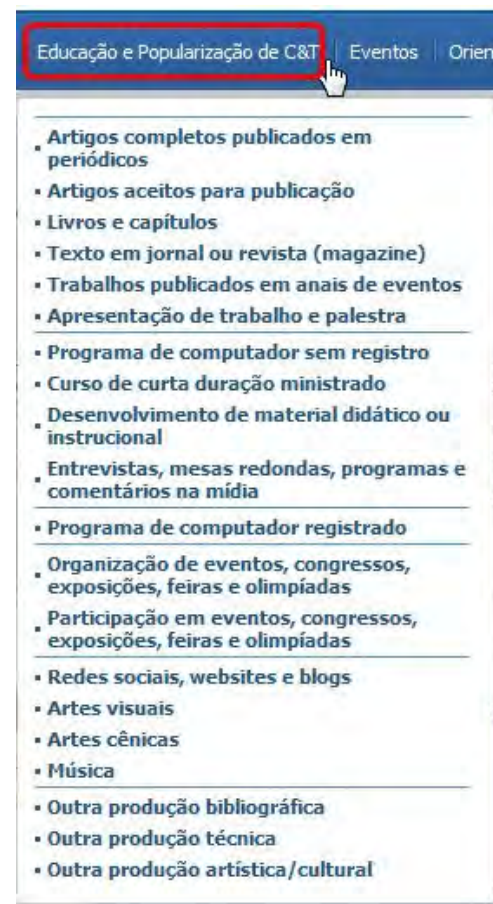 Educação e Popularização de C&T | Eventos | Orien
▪ Artigos completos publicados em
periódicos
▪ Artigos aceitos para publicação
▪ Livros e capítulos
▪ Texto em jornal ou revista (magazine)
▪ Trabalhos publicados em anais de eventos
▪ Apresentação de trabalho e palestra
▪ Programa de computador sem registro
▪ Curso de curta duração ministrado
▪ Desenvolvimento de material didático ou
instrucional
▪ Entrevistas, mesas redondas, programas e
comentários na mídia
▪ Programa de computador registrado
▪ Organização de eventos, congressos,
exposições, feiras e olimpíadas
▪ Participação em eventos, congressos,
exposições, feiras e olimpíadas
▪ Redes sociais, websites e blogs
▪ Artes visuais
▪ Artes cênicas
▪ Música
▪ Outra produção bibliográfica
▪ Outra produção técnica
▪ Outra produção artística/cultural